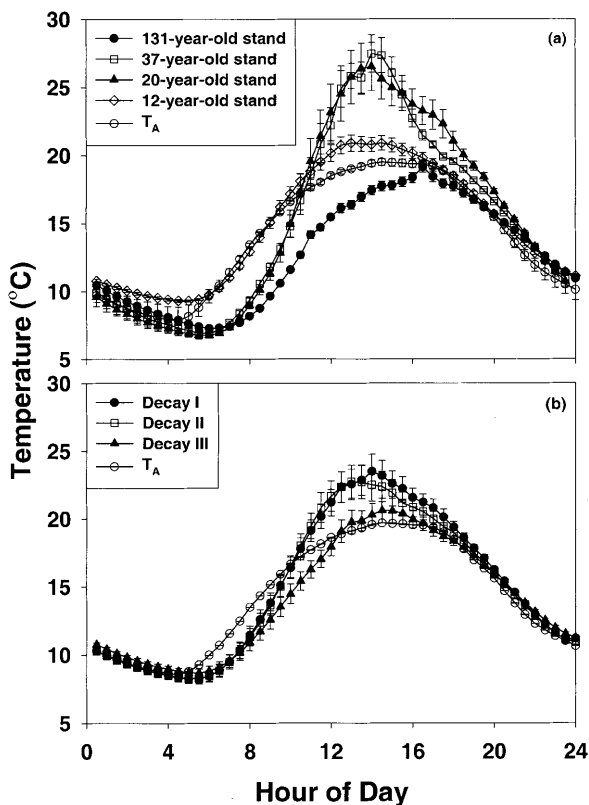 30
25
20
15
10
5
131-year-old stand
37-year-old stand
20-year-old stand
12-year-old stand
TA
(a)
Temperature (°C)
30
25
20
15
10
5
Decay I
Decay II
Decay III
TA
(b)
0 4 8 12 16 20 24
Hour of Day